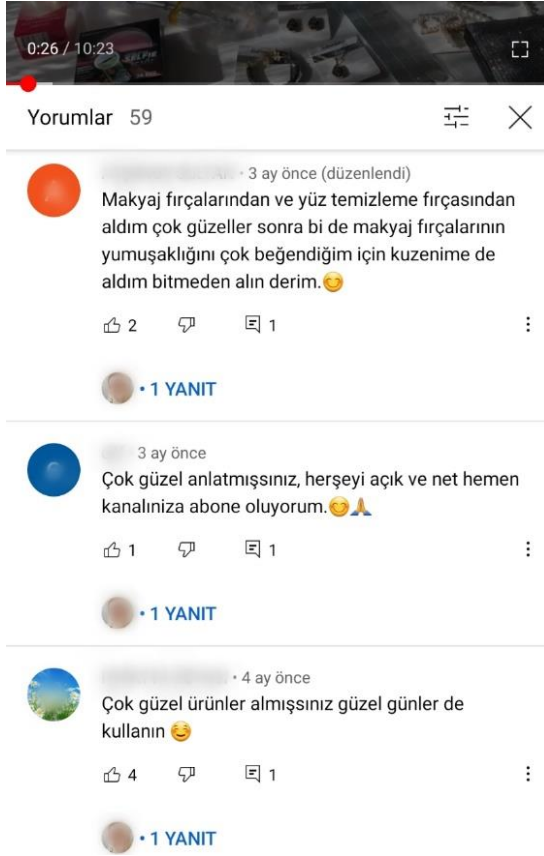 0:26 / 10:23
SELFIE
Yorumlar 59
· 3 ay önce (düzenlendi)
Makyaj fırçalarından ve yüz temizleme fırçasından
aldım çok güzeller sonra bi de makyaj fırçalarının
yumuşaklığını çok beğendiğim için kuzenime de
aldım bitmeden alın derim.😊
2 1
• 1 YANIT
3 ay önce
Çok güzel anlatmışsınız, herşeyi açık ve net hemen
kanalıniza abone oluyorum.😊🙏
1 1
• 1 YANIT
• 4 ay önce
Çok güzel ürünler almışsınız güzel günler de
kullanın ☺️
4 1
• 1 YANIT